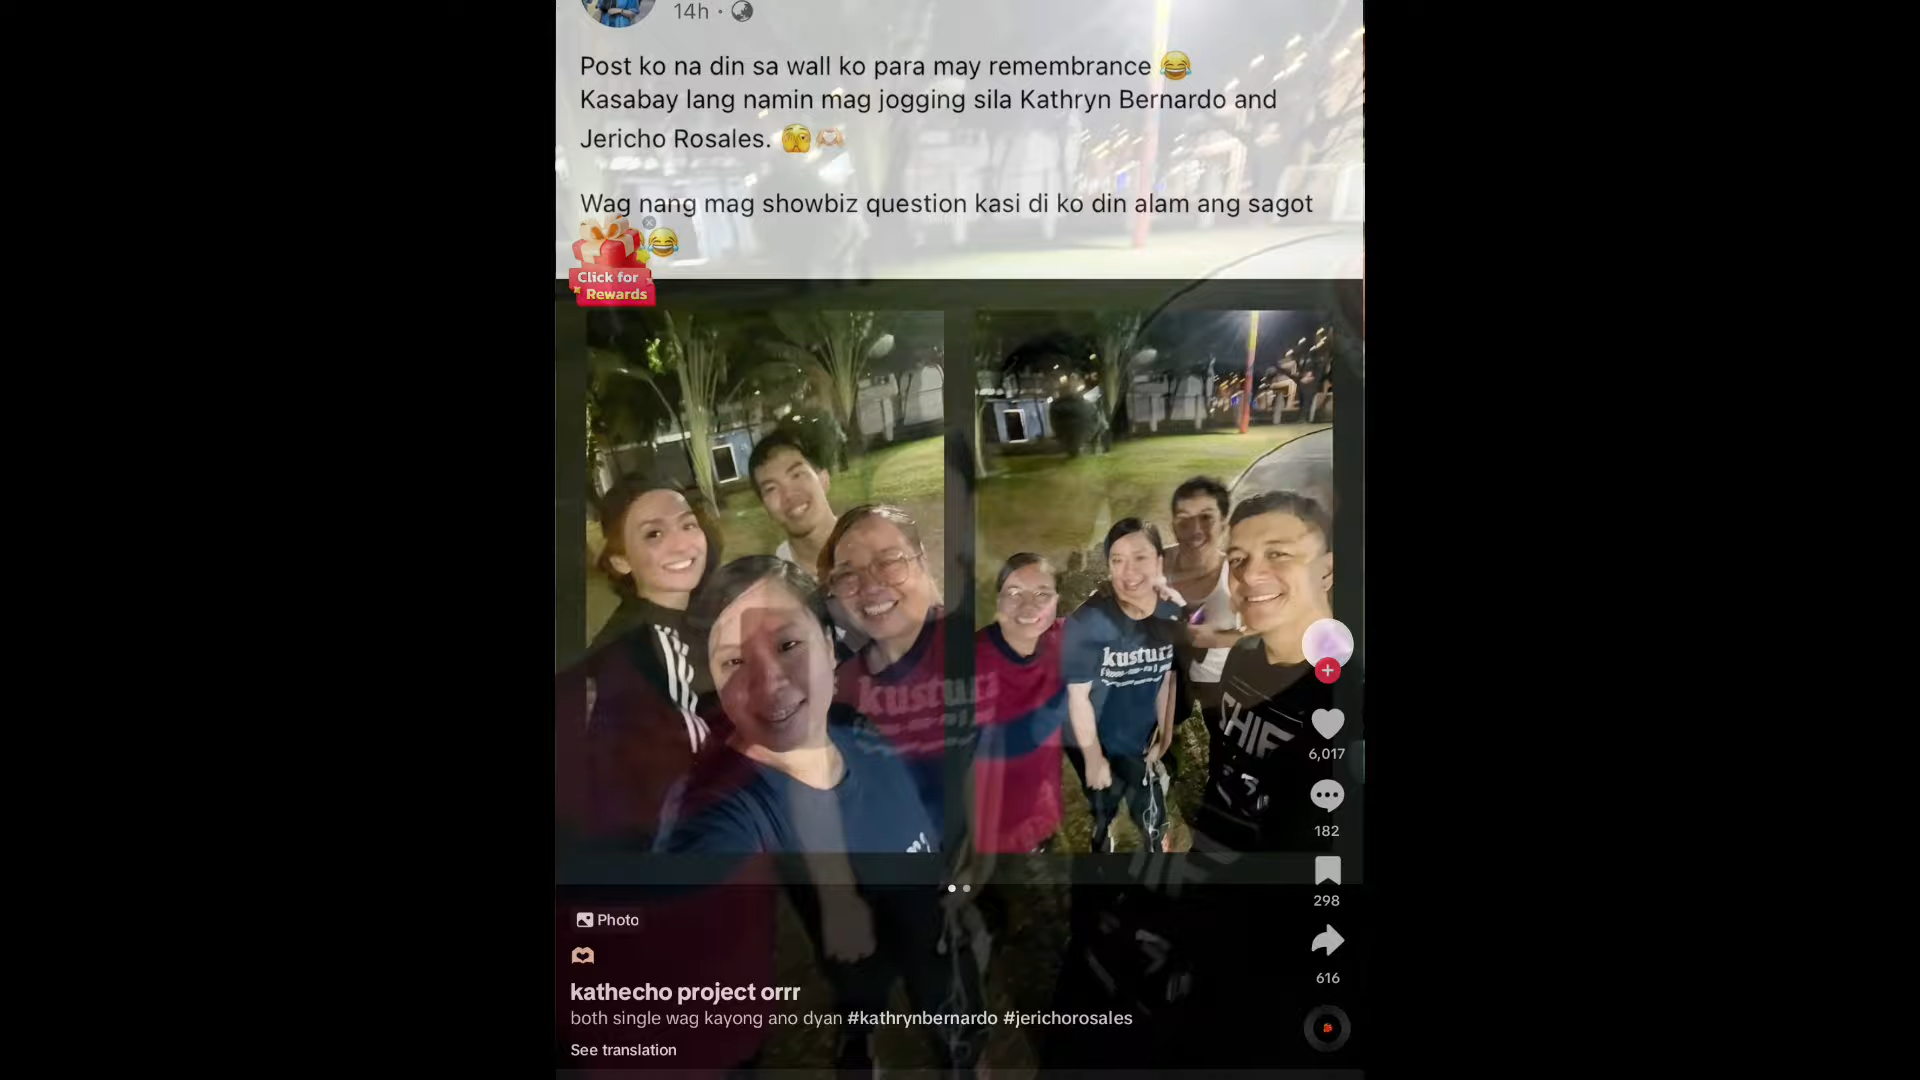 14h
Post ko na din sa wall ko para may remembrance 😂
Kasabay lang namin mag jogging sila Kathryn Bernardo and
Jericho Rosales. 🫣🫶🏻
Wag nang mag showbiz question kasi di ko din alam ang sagot
😂
Click for
Rewards
kustura
kustura
CHIEF
6,017
182
298
616
Photo
🫶🏼
kathecho project orrr
both single wag kayong ano dyan #kathrynbernardo #jerichorosales
See translation